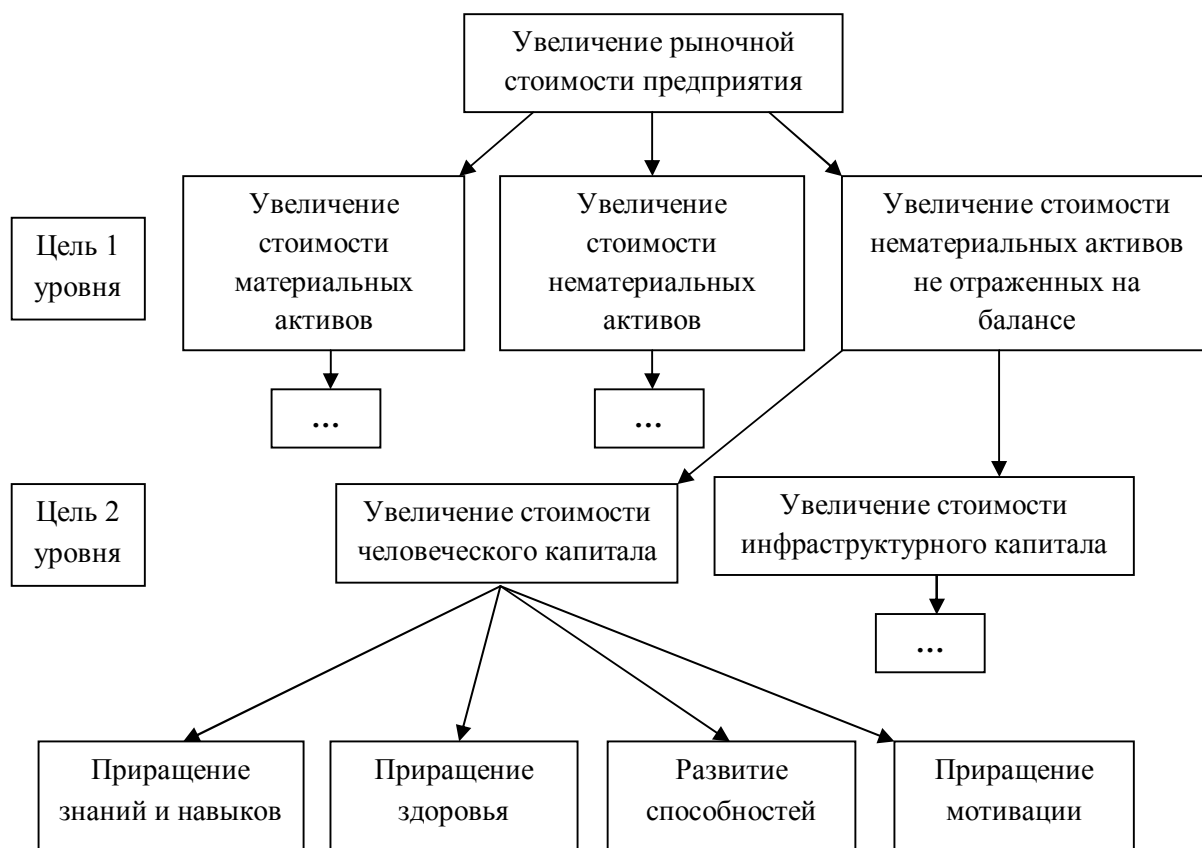 Увеличение рыночной
стоимости предприятия
Цель 1
уровня
Увеличение
стоимости
материальных
активов
Увеличение
стоимости
нематериальных
активов
Увеличение стоимости
нематериальных активов
не отраженных на
балансе
...
...
Цель 2
уровня
Увеличение стоимости
человеческого капитала
Увеличение стоимости
инфраструктурного капитала
...
Приращение
знаний и навыков
Приращение
здоровья
Развитие
способностей
Приращение
мотивации